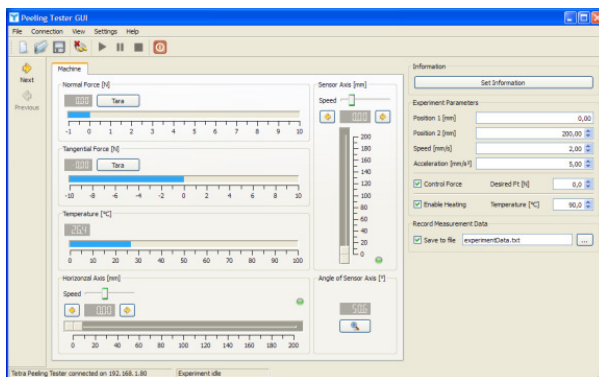 Peeling Tester GUI
File Connection View Settings Help
Next
Previous
Machine
Normal Force [N]
0.00 Tara
-1 0 1 2 3 4 5 6 7 8 9 10
Tangential Force [N]
-0.00 Tara
-10 -8 -6 -4 -2 0 2 4 6 8 10
Temperature [°C]
26.4
0 10 20 30 40 50 60 70 80 90 100
Horizonzal Axis [mm]
Speed
0.00
0 20 40 60 80 100 120 140 160 180 200
Sensor Axis [mm]
Speed
0.00
200
180
160
140
120
100
80
60
40
20
0
Angle of Sensor Axis [°]
Information
Set Information
Experiment Parameters
Position 1 [mm] 0,00
Position 2 [mm] 200,00
Speed [mm/s] 2,00
Acceleration [mm/s²] 5,00
Control Force Desired Ft [N] 0,0
Enable Heating Temperature [°C] 90,0
Record Measurement Data
Save to file experimentData.txt ...
Tetra Peeling Tester connected on 192.168.1.80 Experiment idle